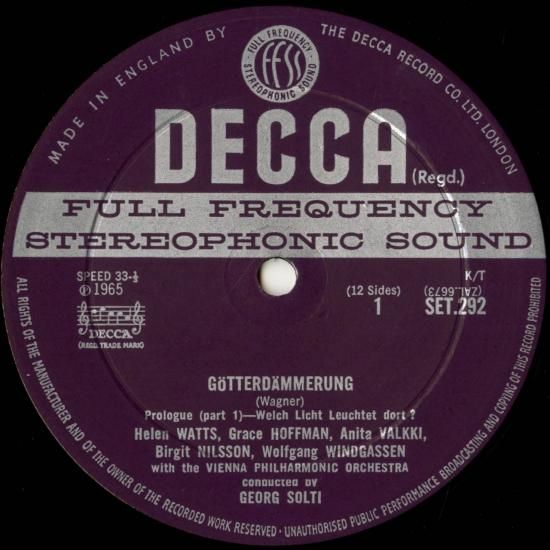 MADE IN ENGLAND BY THE DECCA RECORD CO. LTD. LONDON
FULL FREQUENCY
FFSS
STEREOPHONIC SOUND
DECCA (Regd.)
FULL FREQUENCY
STEREOPHONIC SOUND
SPEED 33-⅓
Ⓟ 1965
DECCA
(REGD. TRADE MARK)
(12 Sides)
1
K/T
(ZAL.6673)
SET.292
GöTTERDÄMMERUNG
(Wagner)
Prologue (part 1)—Welch Licht Leuchtet dort ?
Helen WATTS, Grace HOFFMAN, Anita VALKKI,
Birgit NILSSON, Wolfgang WINDGASSEN
with the VIENNA PHILHARMONIC ORCHESTRA
conducted by
GEORG SOLTI
ALL RIGHTS OF THE MANUFACTURER AND OF THE OWNER OF THE RECORDED WORK RESERVED · UNAUTHORISED PUBLIC PERFORMANCE BROADCASTING AND COPYING OF THIS RECORD PROHIBITED